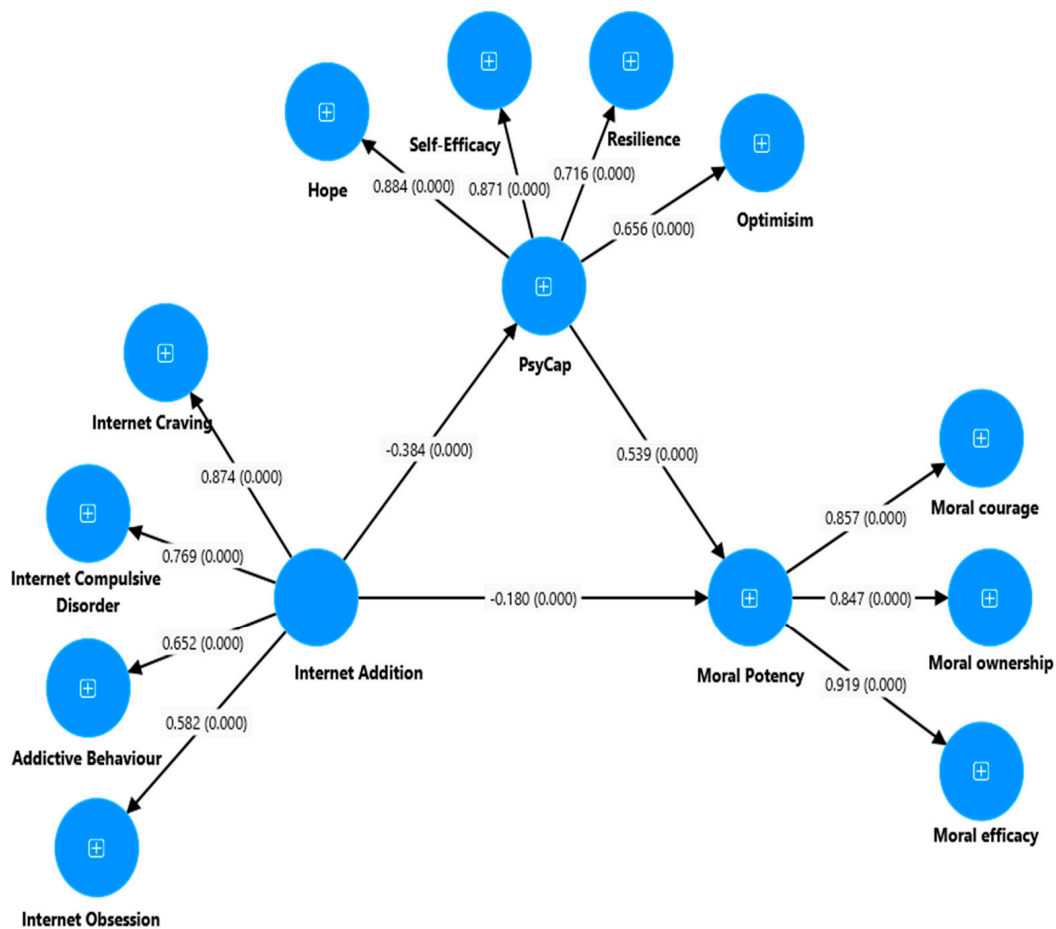 Self-Efficacy
Resilience
Hope
0.884 (0.000)
0.871 (0.000)
0.716 (0.000)
0.656 (0.000)
Optimisim
PsyCap
Internet Craving
0.874 (0.000)
-0.384 (0.000)
0.539 (0.000)
Moral courage
0.857 (0.000)
0.769 (0.000)
Internet Compulsive
Disorder
-0.180 (0.000)
0.847 (0.000)
0.652 (0.000)
Internet Addition
Moral Potency
Moral ownership
0.919 (0.000)
0.582 (0.000)
Addictive Behaviour
Moral efficacy
Internet Obsession